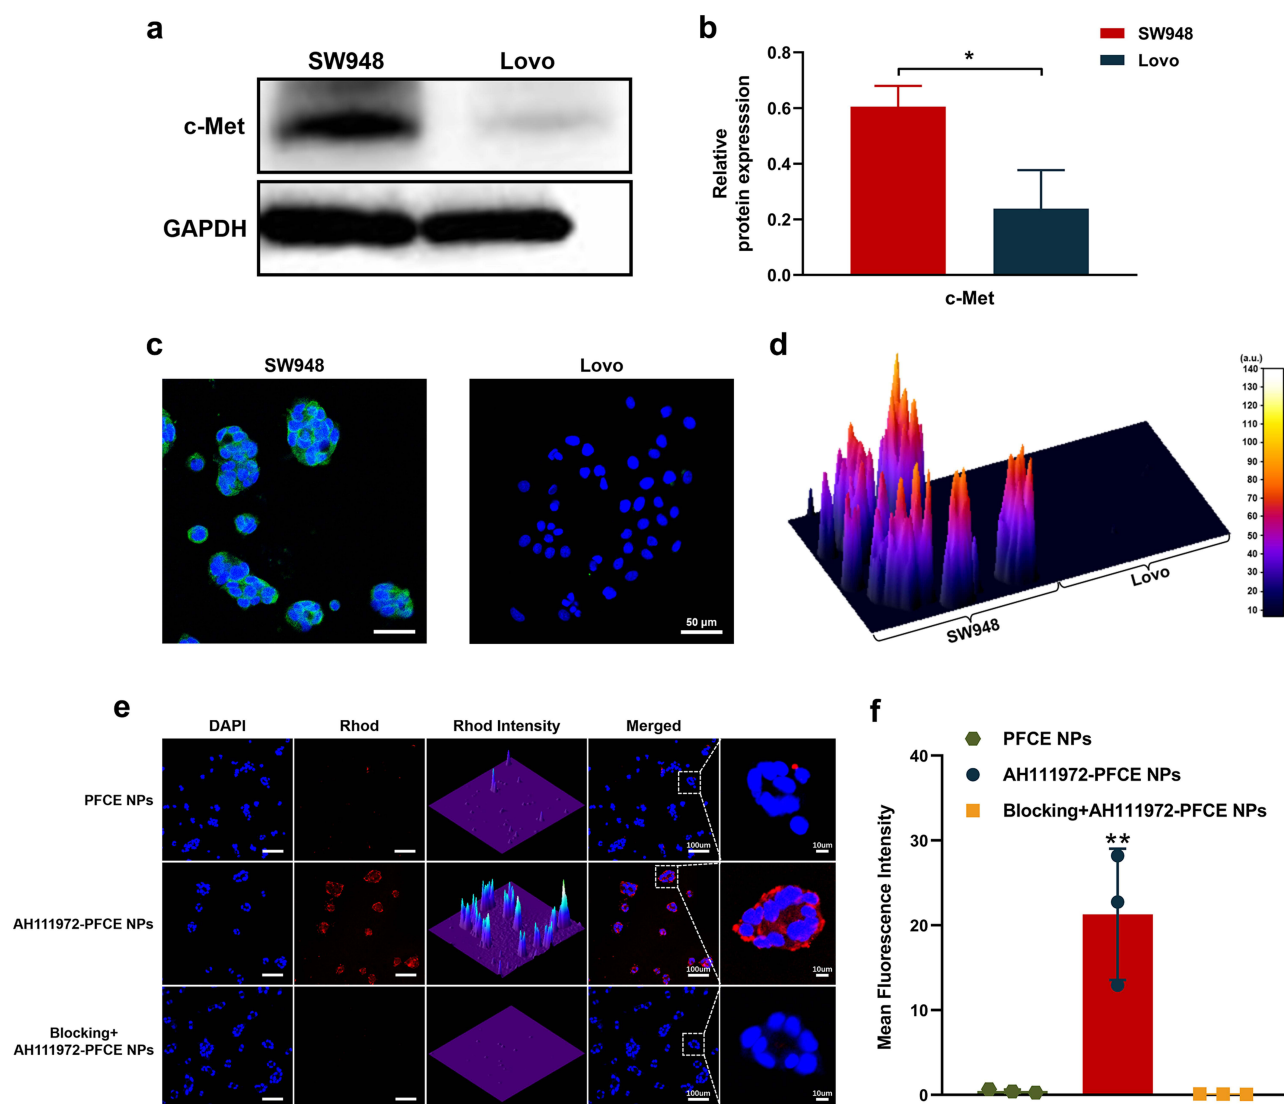 a
SW948
Lovo
c-Met
GAPDH
b
SW948
Lovo
*
0.8
0.6
0.4
0.2
0.0
Relative
protein expresssion
c-Met
c
SW948
Lovo
50 µm
d
(a.u.)
140
130
120
110
100
90
80
70
60
50
40
30
20
10
SW948
Lovo
e
DAPI
Rhod
Rhod Intensity
Merged
PFCE NPs
100um
10um
AH111972-PFCE NPs
100um
10um
Blocking+
AH111972-PFCE NPs
100um
10um
f
PFCE NPs
AH111972-PFCE NPs
Blocking+AH111972-PFCE NPs
**
40
30
20
10
0
Mean Fluorescence Intensity